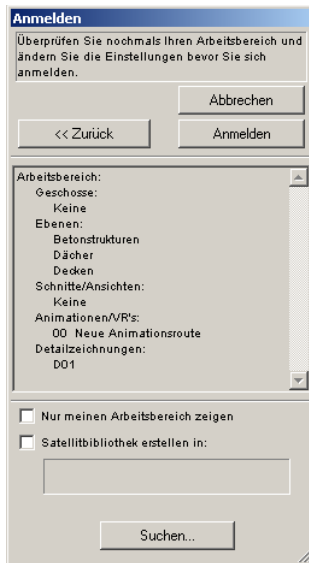 Anmelden
Überprüfen Sie nochmals Ihren Arbeitsbereich und
ändern Sie die Einstellungen bevor Sie sich
anmelden.
Abbrechen
<< Zurück
Anmelden
Arbeitsbereich:
Geschosse:
Keine
Ebenen:
Betonstrukturen
Dächer
Decken
Schnitte/Ansichten:
Keine
Animationen/VR's:
00 Neue Animationsroute
Detailzeichnungen:
D01
Nur meinen Arbeitsbereich zeigen
Satellitbibliothek erstellen in:
Suchen...